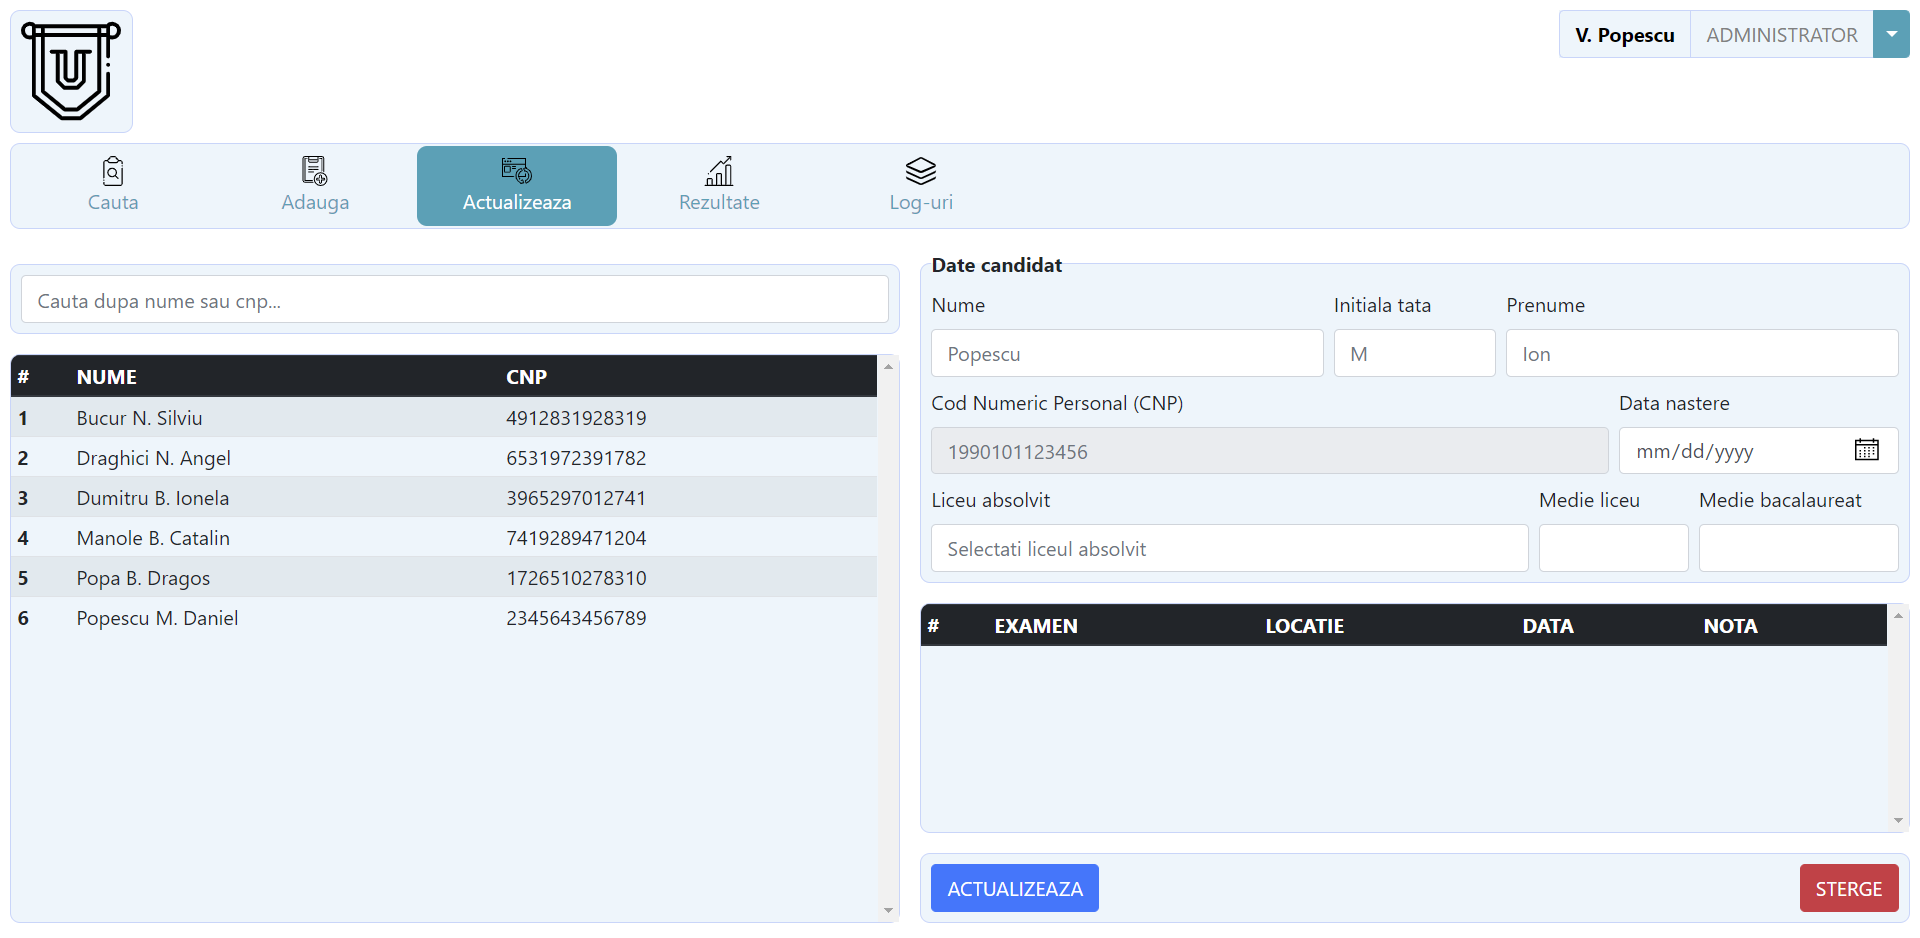 U
V. Popescu ADMINISTRATOR
Cauta Adauga Actualizeaza Rezultate Log-uri
Cauta dupa nume sau cnp...
# NUME CNP
1 Bucur N. Silviu 4912831928319
2 Draghici N. Angel 6531972391782
3 Dumitru B. Ionela 3965297012741
4 Manole B. Catalin 7419289471204
5 Popa B. Dragos 1726510278310
6 Popescu M. Daniel 2345643456789
Date candidat
Nume Initiala tata Prenume
Popescu M Ion
Cod Numeric Personal (CNP) Data nastere
1990101123456 mm/dd/yyyy
Liceu absolvit Medie liceu Medie bacalaureat
Selectati liceul absolvit
# EXAMEN LOCATIE DATA NOTA
ACTUALIZEAZA STERGE